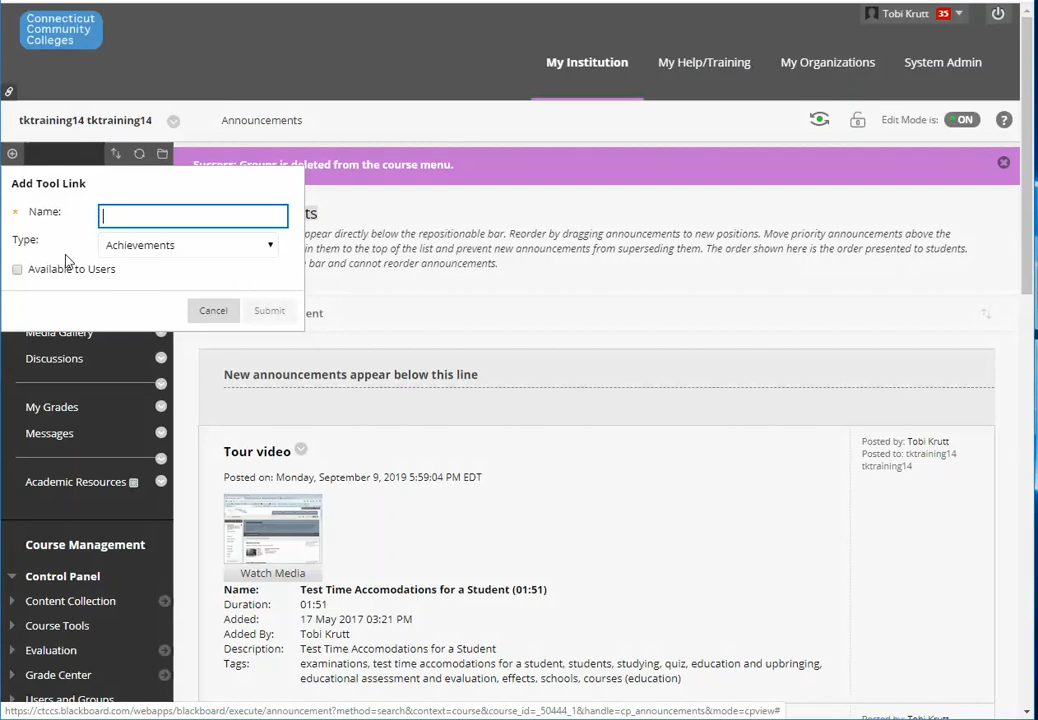 Connecticut
Community
Colleges
Tobi Krutt 35
My Institution My Help/Training My Organizations System Admin
tktraining14 tktraining14 Announcements Edit Mode is: ON ?
Success: Groups is deleted from the course menu.
Add Tool Link
* Name:
Type: Achievements
Available to Users
Cancel Submit
ts
appear directly below the repositionable bar. Reorder by dragging announcements to new positions. Move priority announcements above the
in them to the top of the list and prevent new announcements from superseding them. The order shown here is the order presented to students.
bar and cannot reorder announcements.
ent
Media Gallery
Discussions
My Grades
Messages
Academic Resources
Course Management
Control Panel
Content Collection
Course Tools
Evaluation
Grade Center
Users and Groups
New announcements appear below this line
Tour video
Posted on: Monday, September 9, 2019 5:59:04 PM EDT
Watch Media
Name: Test Time Accomodations for a Student (01:51)
Duration: 01:51
Added: 17 May 2017 03:21 PM
Added By: Tobi Krutt
Description: Test Time Accomodations for a Student
Tags: examinations, test time accomodations for a student, students, studying, quiz, education and upbringing,
educational assessment and evaluation, effects, schools, courses (education)
Posted by: Tobi Krutt
Posted to: tktraining14
tktraining14
https://ctccs.blackboard.com/webapps/blackboard/execute/announcement?method=search&context=course&course_id=_50444_1&handle=cp_announcements&mode=cpview#
Posted by: Tobi Krutt